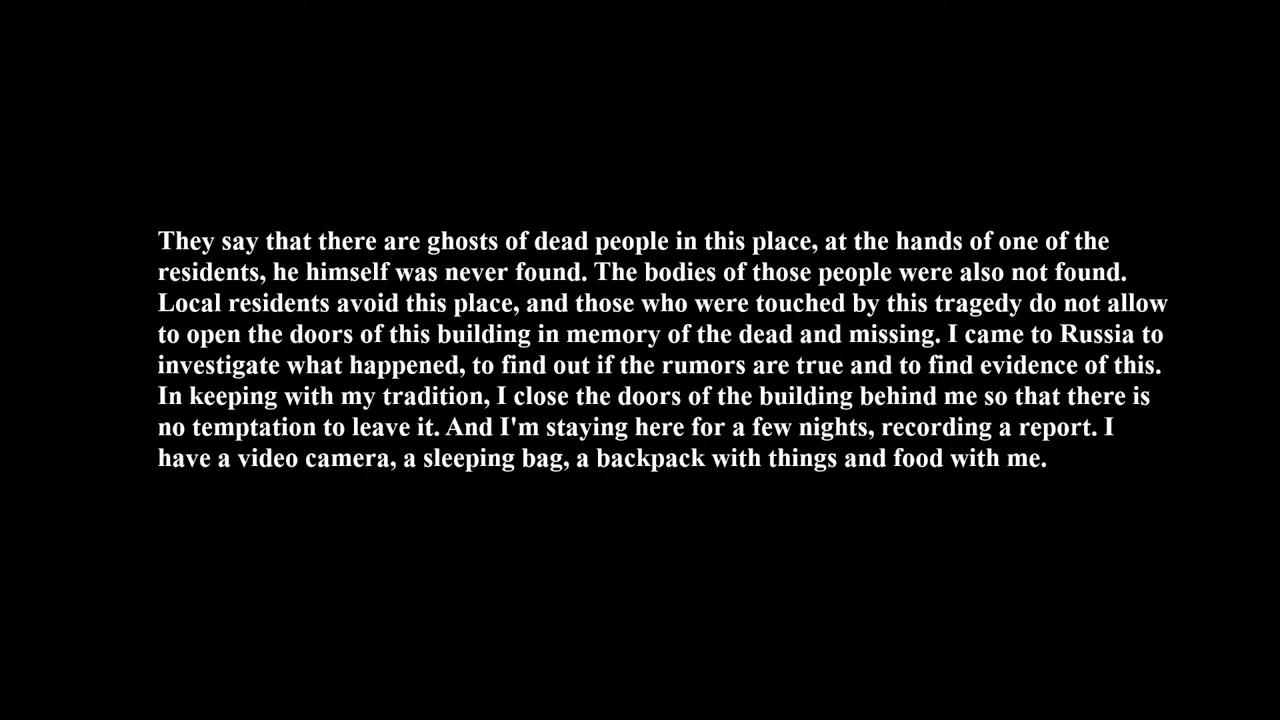 They say that there are ghosts of dead people in this place, at the hands of one of the
residents, he himself was never found. The bodies of those people were also not found.
Local residents avoid this place, and those who were touched by this tragedy do not allow
to open the doors of this building in memory of the dead and missing. I came to Russia to
investigate what happened, to find out if the rumors are true and to find evidence of this.
In keeping with my tradition, I close the doors of the building behind me so that there is
no temptation to leave it. And I'm staying here for a few nights, recording a report. I
have a video camera, a sleeping bag, a backpack with things and food with me.